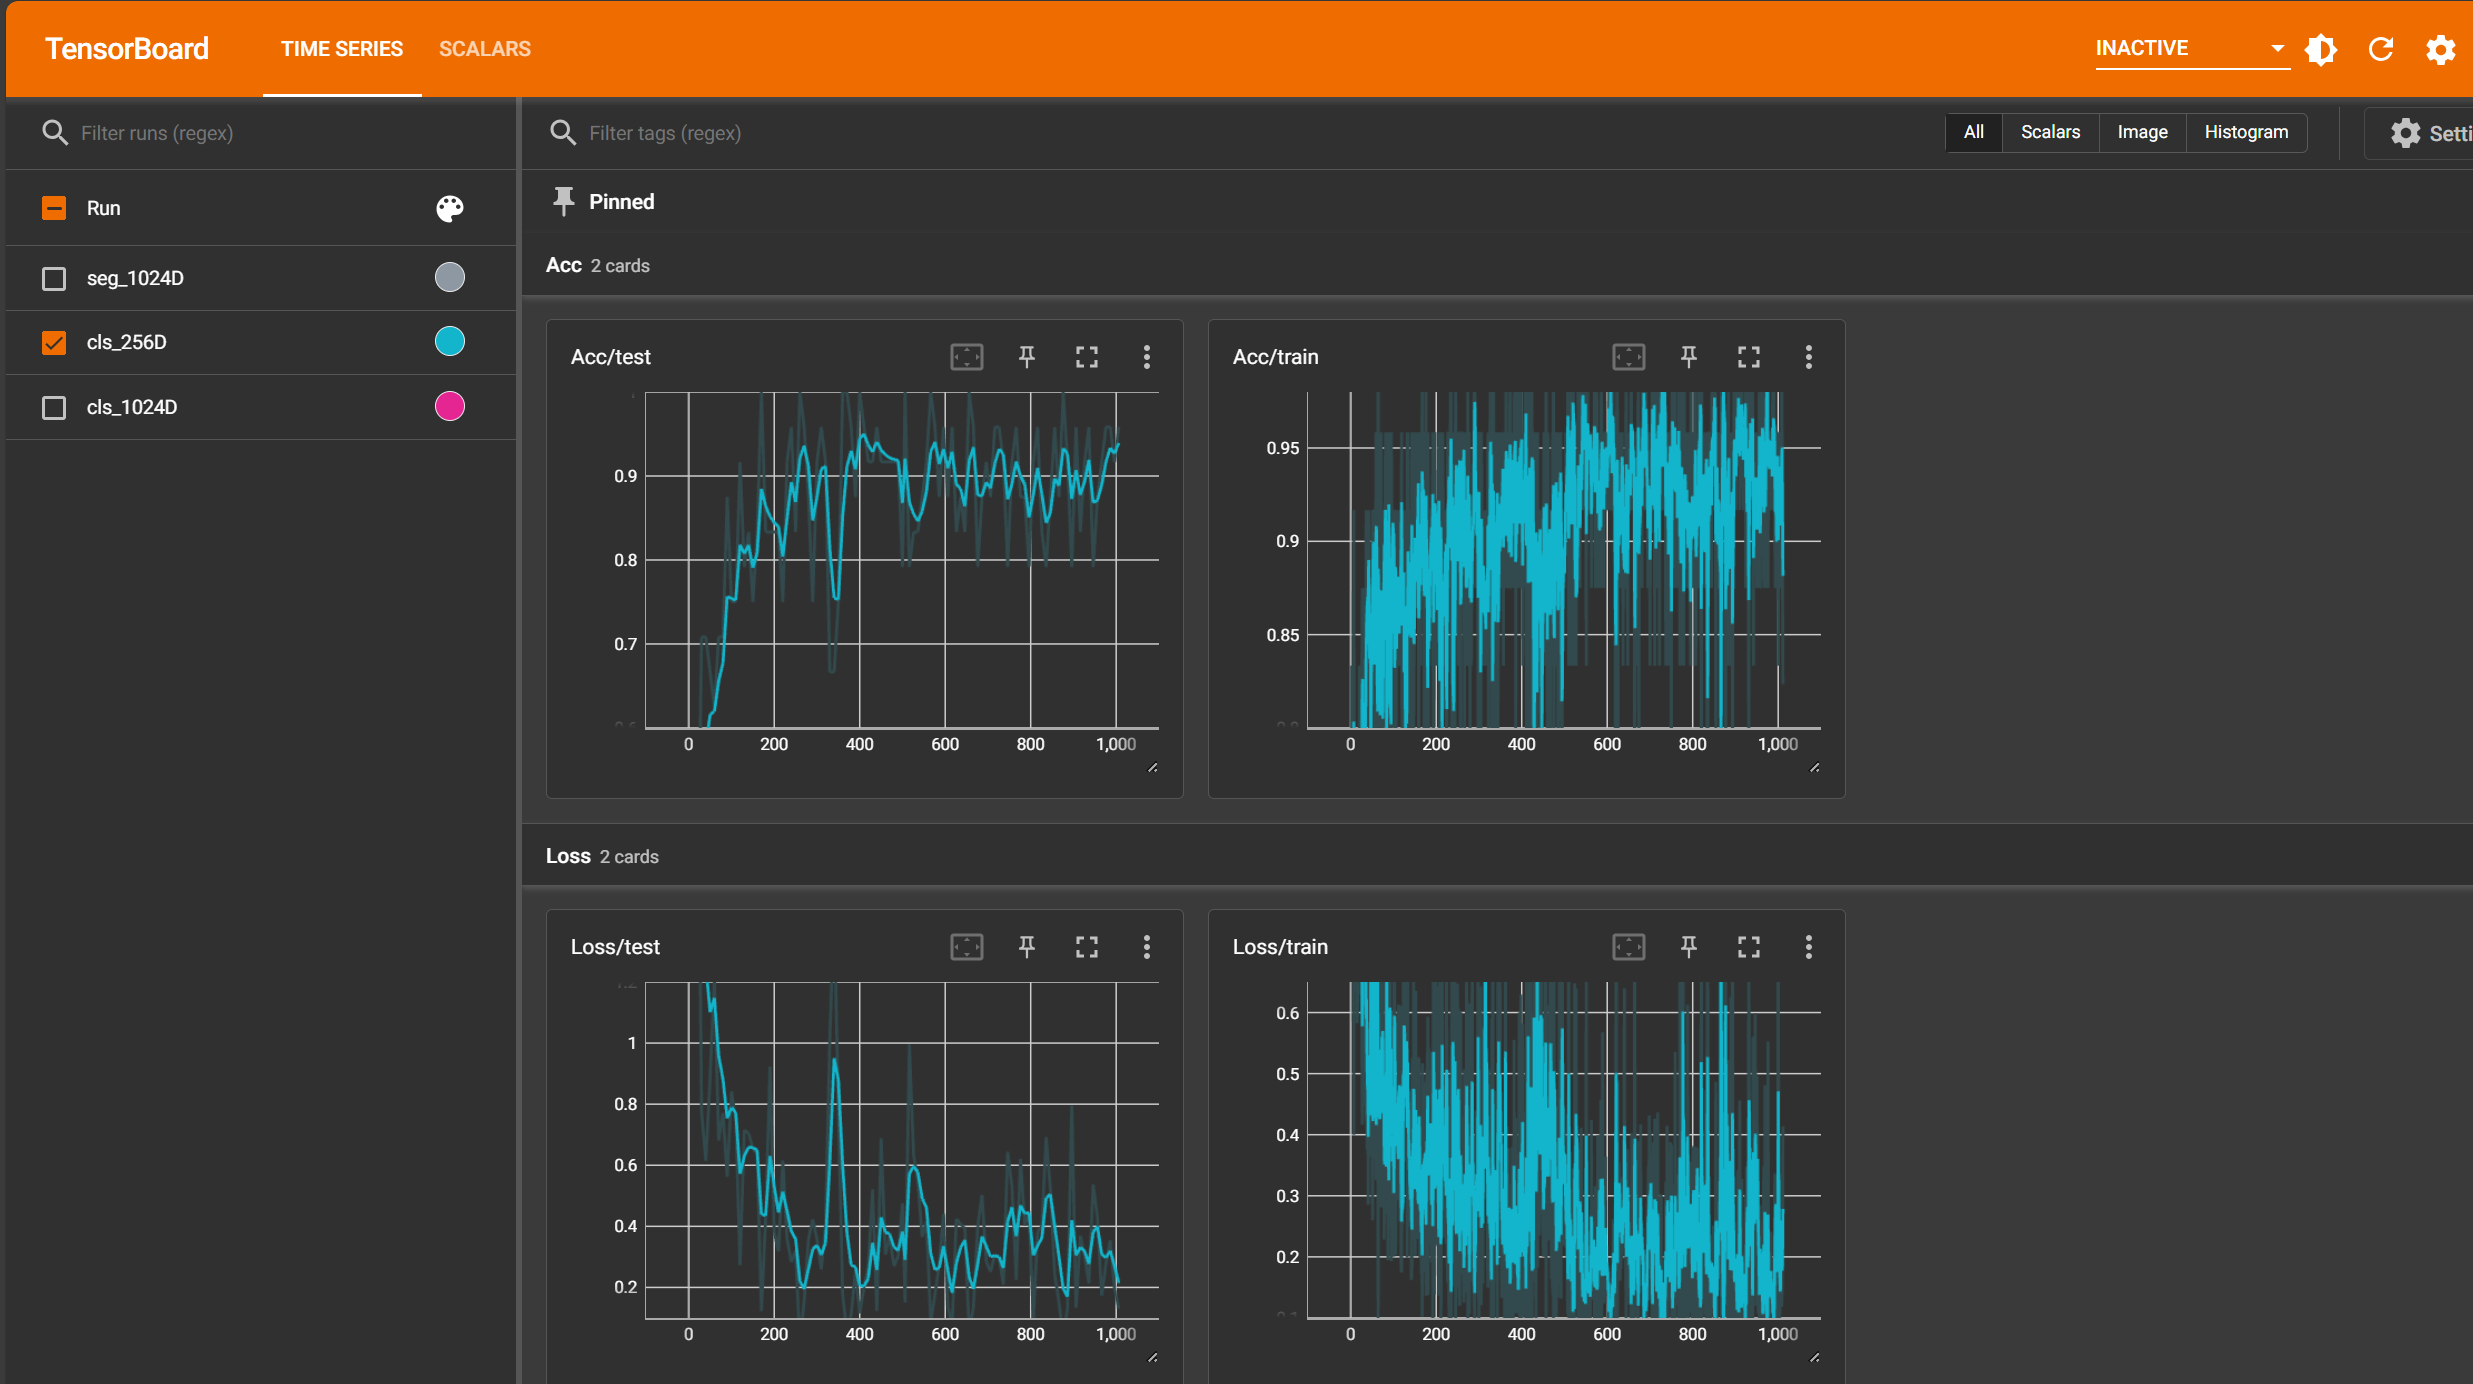 TensorBoard TIME SERIES SCALARS INACTIVE
Filter runs (regex)
Run
seg_1024D
cls_256D
cls_1024D
Filter tags (regex) All Scalars Image Histogram
Pinned
Acc 2 cards
Acc/test
0.9
0.8
0.7
0 200 400 600 800 1,000
Acc/train
0.95
0.9
0.85
0 200 400 600 800 1,000
Loss 2 cards
Loss/test
1.2
1
0.8
0.6
0.4
0.2
0 200 400 600 800 1,000
Loss/train
0.6
0.5
0.4
0.3
0.2
0 200 400 600 800 1,000